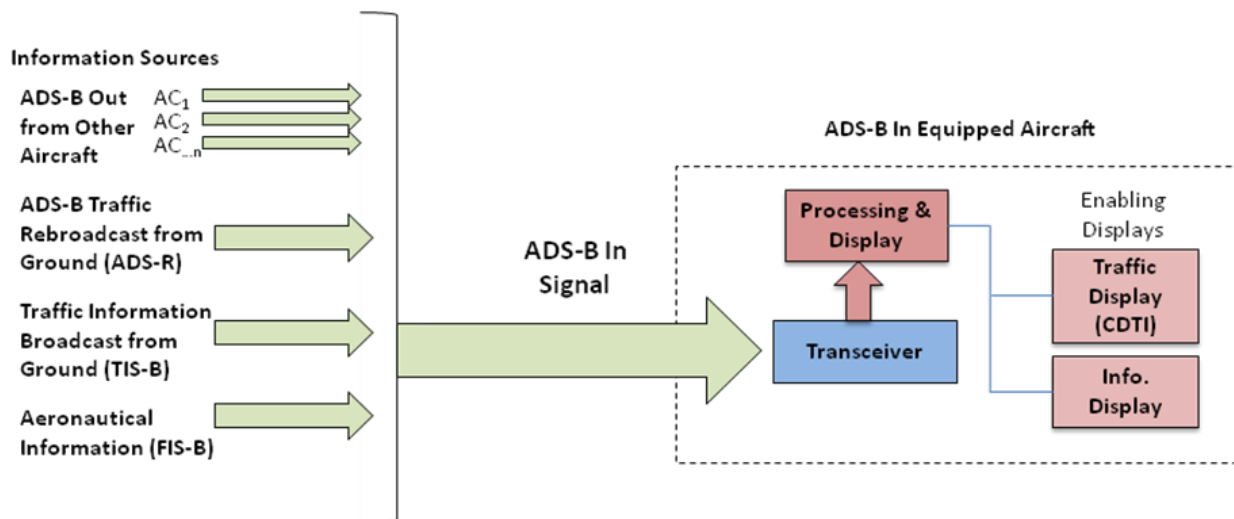 Information Sources
ADS-B Out
from Other
Aircraft
AC1
AC2
AC...n
ADS-B Traffic
Rebroadcast from
Ground (ADS-R)
Traffic Information
Broadcast from
Ground (TIS-B)
Aeronautical
Information (FIS-B)
ADS-B In
Signal
ADS-B In Equipped Aircraft
Processing &
Display
Transceiver
Enabling
Displays
Traffic
Display
(CDTI)
Info.
Display